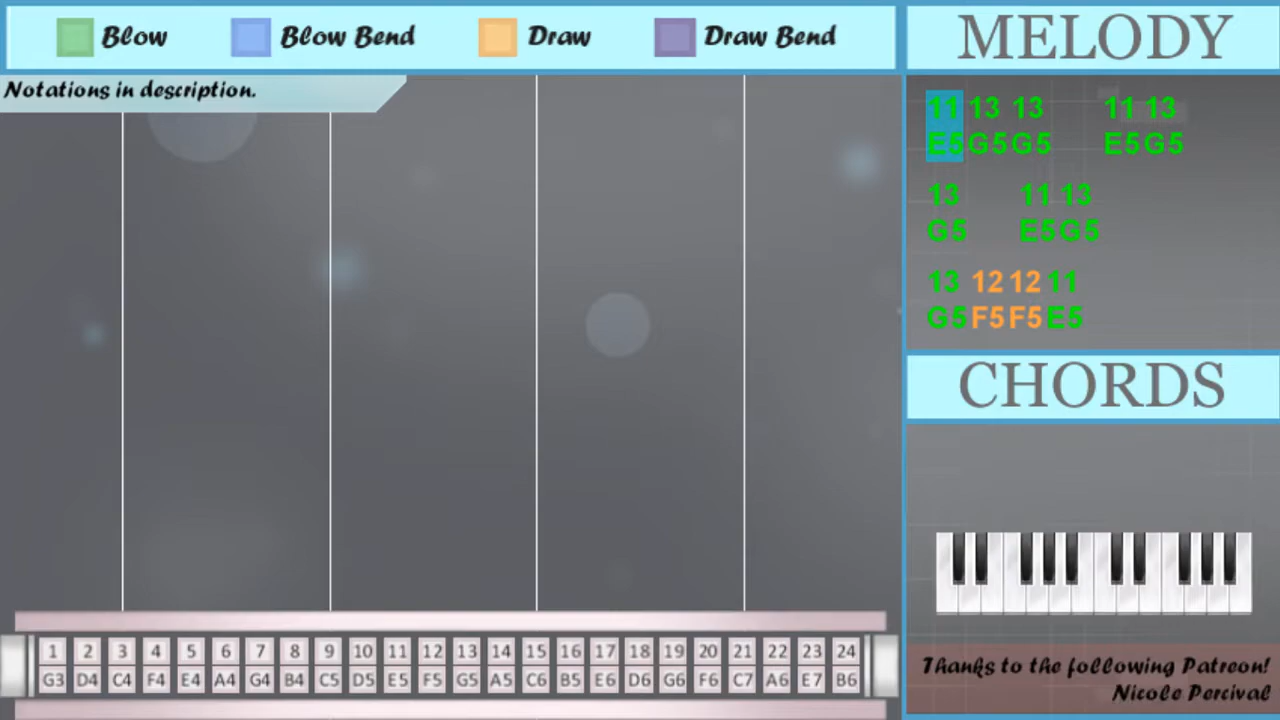 Blow Blow Bend Draw Draw Bend
Notations in description.
MELODY
11 13 13 11 13
E5 G5 G5 E5 G5
13 11 13
G5 E5 G5
13 12 12 11
G5 F5 F5 E5
CHORDS
1 2 3 4 5 6 7 8 9 10 11 12 13 14 15 16 17 18 19 20 21 22 23 24
G3 D4 C4 F4 E4 A4 G4 B4 C5 D5 E5 F5 G5 A5 C6 B5 E6 D6 G6 F6 C7 A6 E7 B6
Thanks to the following Patreon!
Nicole Percival